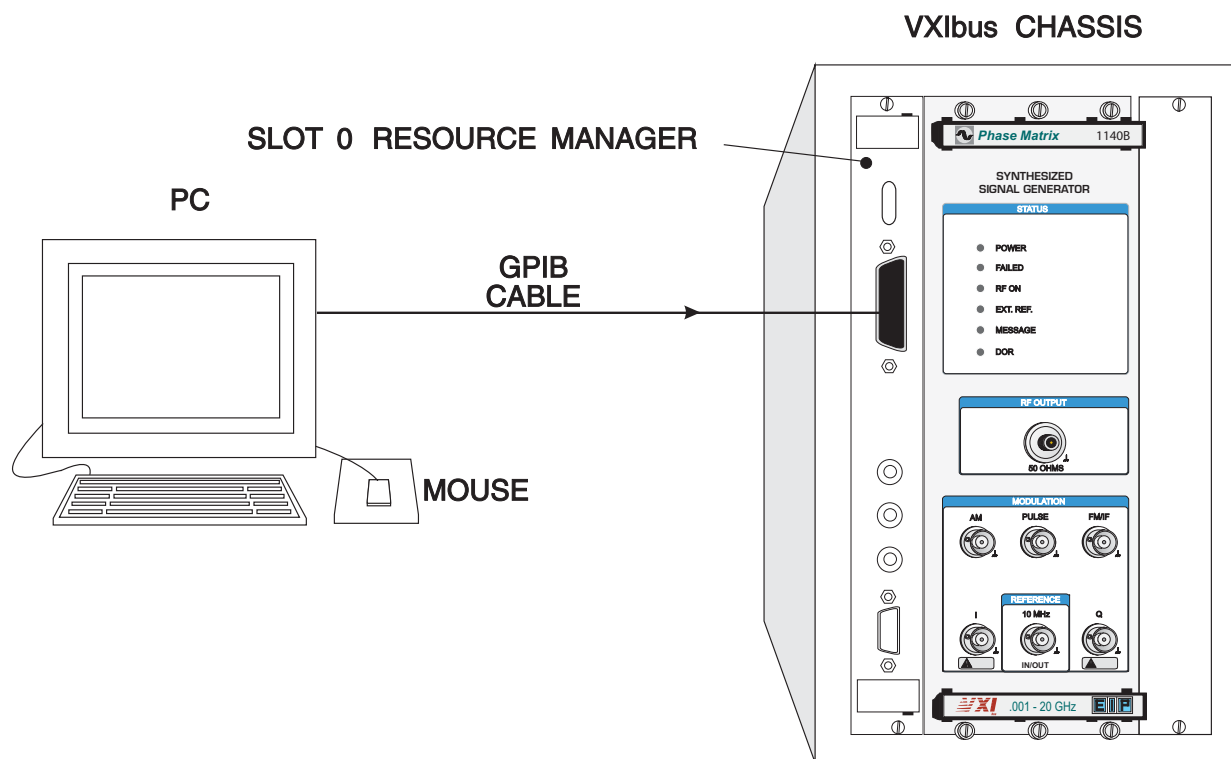 VXIbus CHASSIS
SLOT 0 RESOURCE MANAGER
PC
GPIB
CABLE
MOUSE
Phase Matrix 1140B
SYNTHESIZED
SIGNAL GENERATOR
STATUS
POWER
FAILED
RF ON
EXT. REF.
MESSAGE
DOR
RF OUTPUT
50 OHMS
MODULATION
AM PULSE FM/IF
REFERENCE
I 10 MHz Q
IN/OUT
VXI .001 - 20 GHz EIP